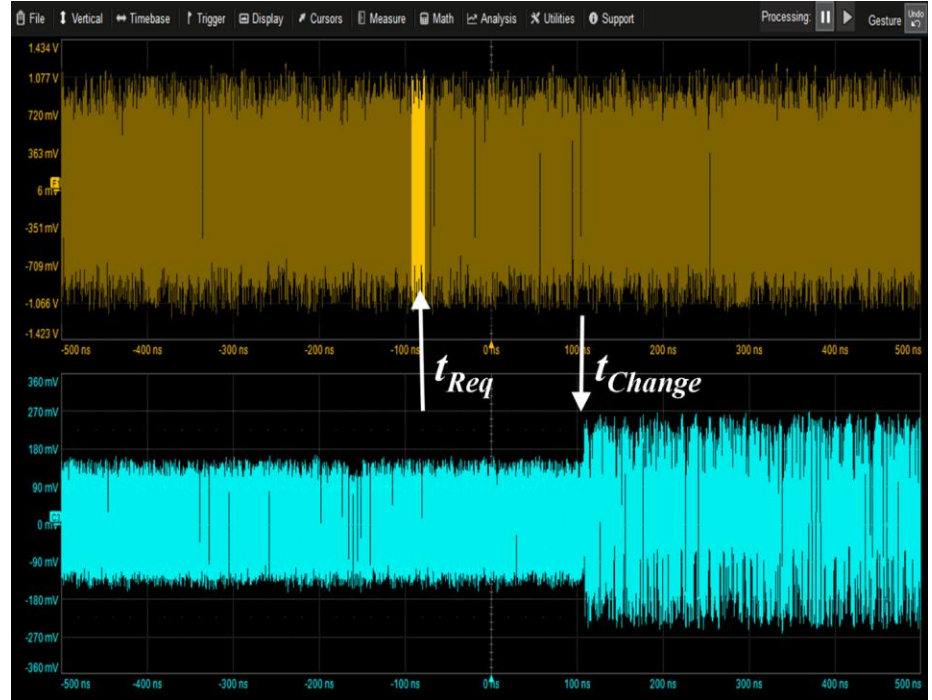 File Vertical Timebase Trigger Display Cursors Measure Math Analysis Utilities Support Processing: Gesture Undo
1.434 V
1.077 V
720 mV
363 mV
6 mV
-351 mV
-709 mV
-1.066 V
-1.423 V
-500 ns -400 ns -300 ns -200 ns -100 ns 0 ns 100 ns 200 ns 300 ns 400 ns 500 ns
t Req t Change
360 mV
270 mV
180 mV
90 mV
0 mV
-90 mV
-180 mV
-270 mV
-360 mV
-500 ns -400 ns -300 ns -200 ns -100 ns 0 ns 100 ns 200 ns 300 ns 400 ns 500 ns